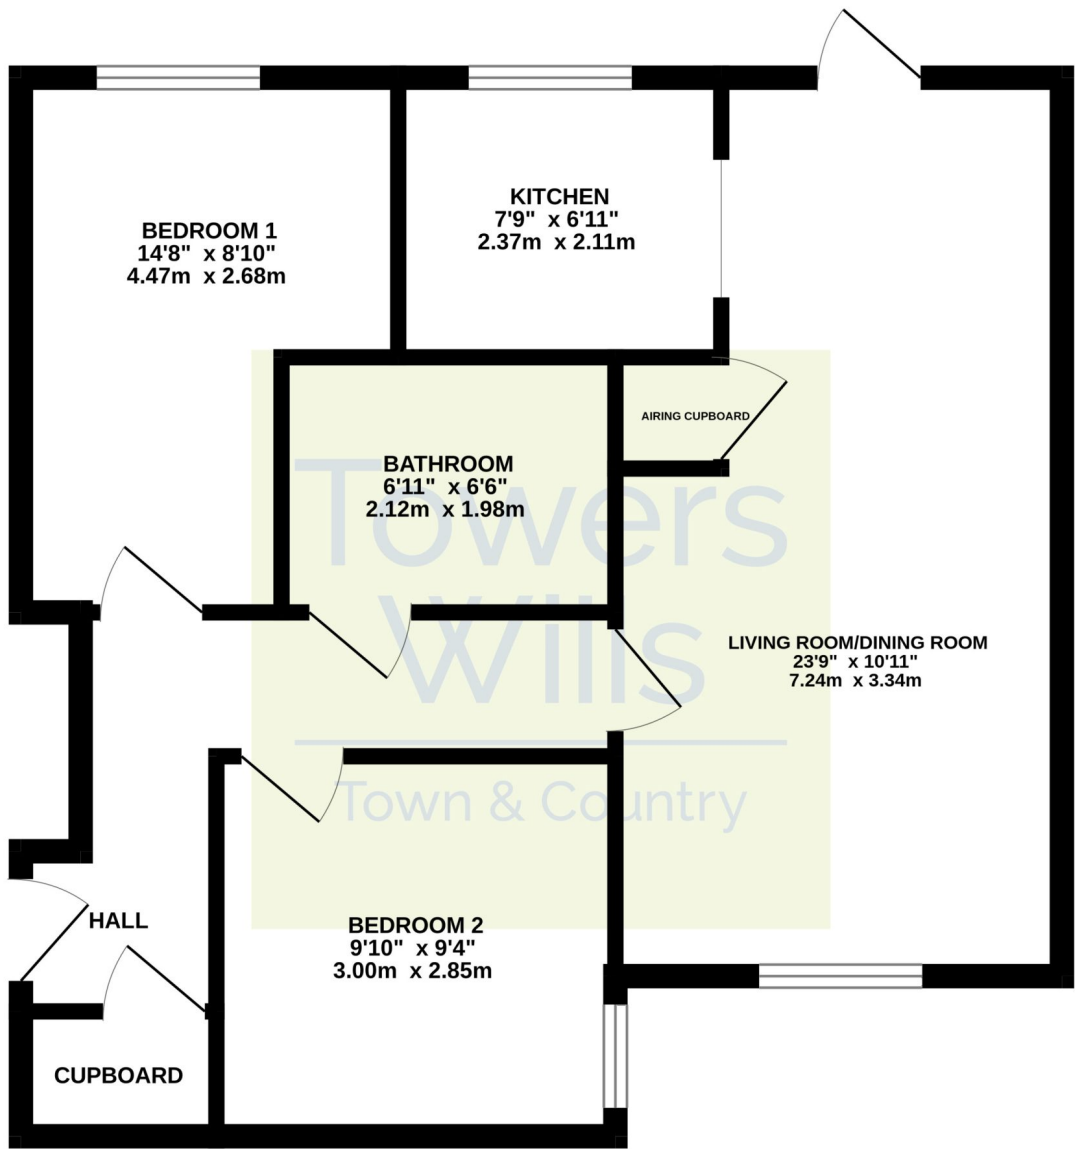 KITCHEN
7'9" x 6'11"
2.37m x 2.11m
BEDROOM 1
14'8" x 8'10"
4.47m x 2.68m
AIRING CUPBOARD
BATHROOM
6'11" x 6'6"
2.12m x 1.98m
Towers
Wills
Town & Country
LIVING ROOM/DINING ROOM
23'9" x 10'11"
7.24m x 3.34m
HALL
BEDROOM 2
9'10" x 9'4"
3.00m x 2.85m
CUPBOARD